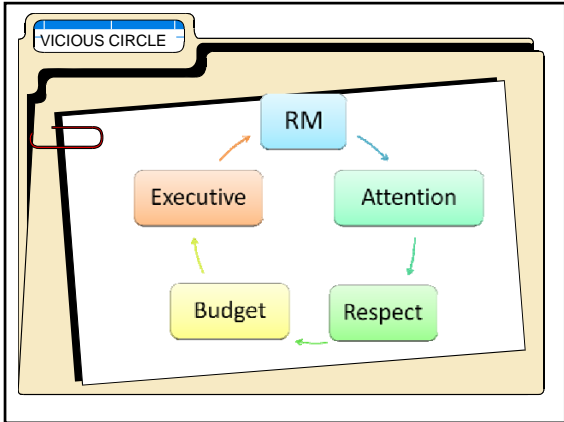 VICIOUS CIRCLE
RM
Attention
Respect
Budget
Executive